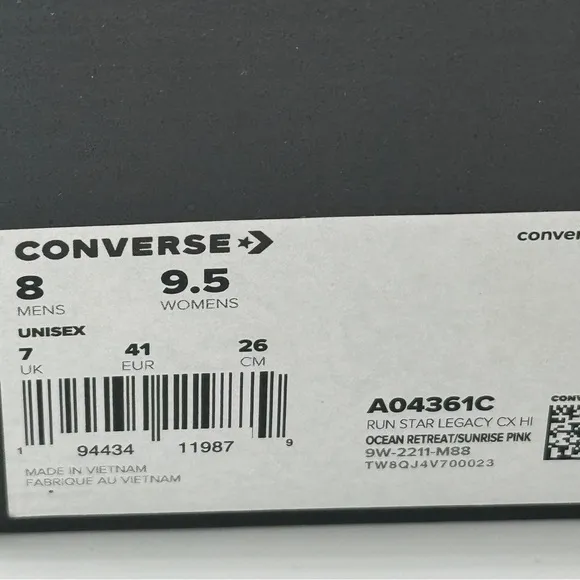 CONVERSE
conver
8 9.5
MENS WOMENS
UNISEX
7 41 26
UK EUR CM
1 94434 11987 9
MADE IN VIETNAM
FABRIQUE AU VIETNAM
A04361C
RUN STAR LEGACY CX HI
OCEAN RETREAT/SUNRISE PINK
9W-2211-M88
TW8QJ4V700023
CONV